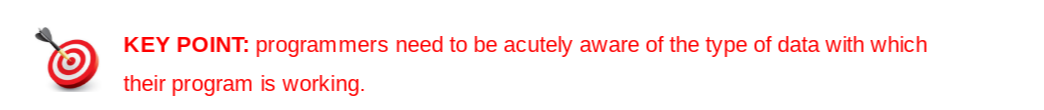 KEY POINT: programmers need to be acutely aware of the type of data with which
their program is working.